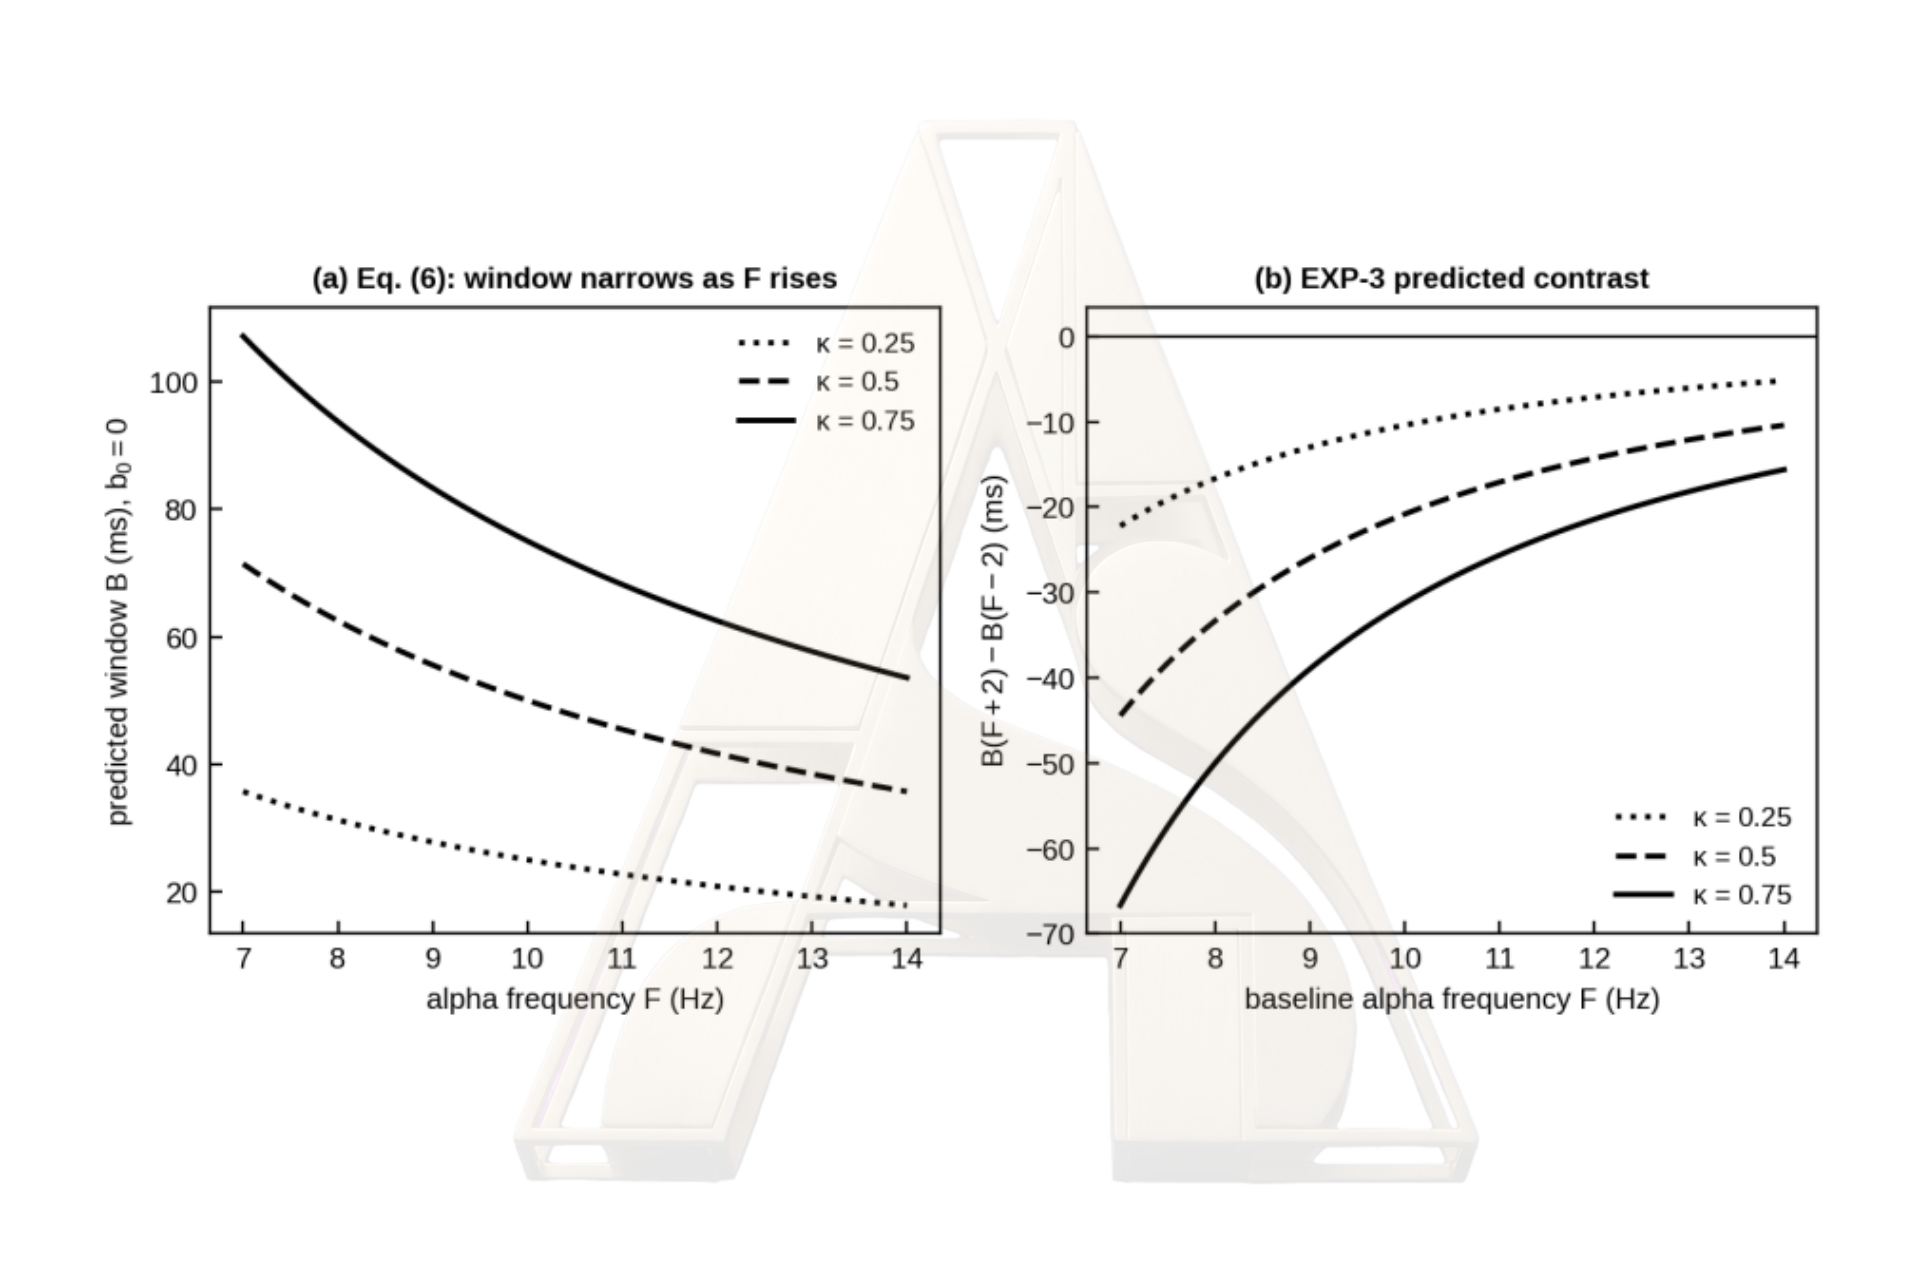 (a) Eq. (6): window narrows as F rises
predicted window B (ms), b₀ = 0
100
80
60
40
20
κ = 0.25
κ = 0.5
κ = 0.75
7 8 9 10 11 12 13 14
alpha frequency F (Hz)
(b) EXP-3 predicted contrast
B(F + 2) − B(F − 2) (ms)
0
−10
−20
−30
−40
−50
−60
−70
κ = 0.25
κ = 0.5
κ = 0.75
7 8 9 10 11 12 13 14
baseline alpha frequency F (Hz)